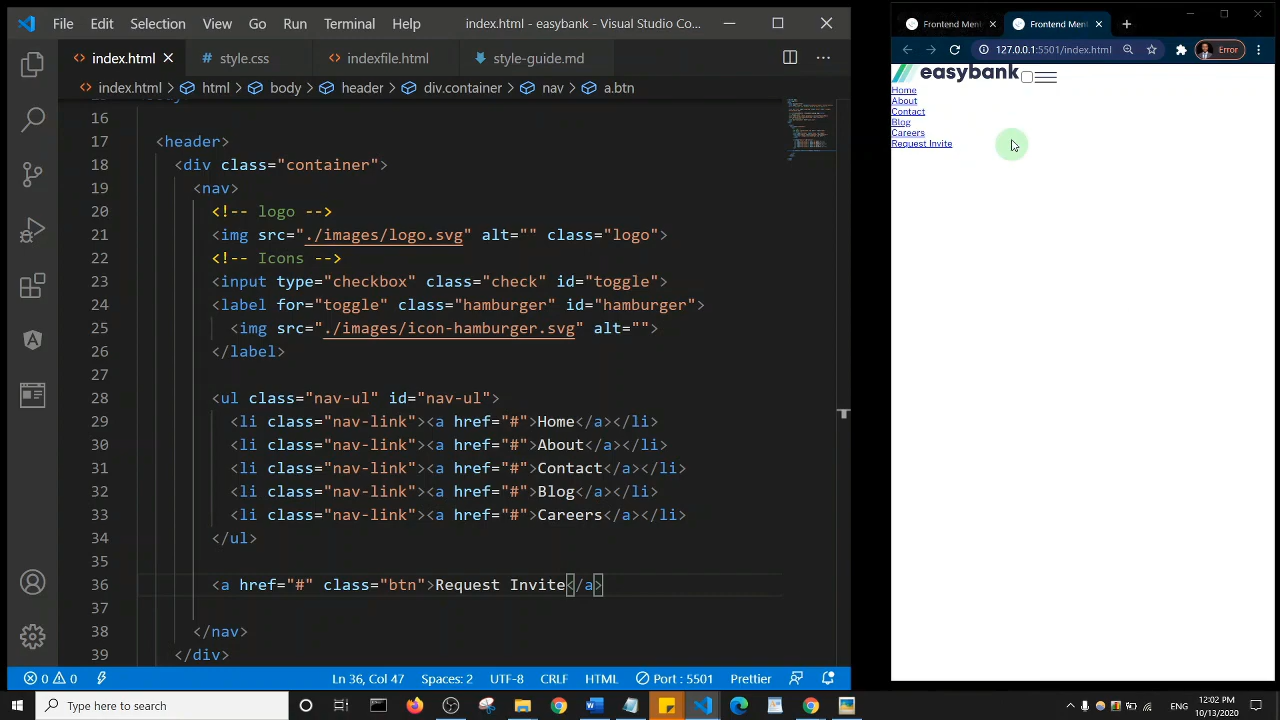 File Edit Selection View Go Run Terminal Help index.html - easybank - Visual Studio Co...
index.html style.css indexfile.html style-guide.md
index.html html body header div.container nav a.btn
16
17 <header>
18 <div class="container">
19 <nav>
20 <!-- logo -->
21 <img src="./images/logo.svg" alt="" class="logo">
22 <!-- Icons -->
23 <input type="checkbox" class="check" id="toggle">
24 <label for="toggle" class="hamburger" id="hamburger">
25 <img src="./images/icon-hamburger.svg" alt="">
26 </label>
27
28 <ul class="nav-ul" id="nav-ul">
29 <li class="nav-link"><a href="#">Home</a></li>
30 <li class="nav-link"><a href="#">About</a></li>
31 <li class="nav-link"><a href="#">Contact</a></li>
32 <li class="nav-link"><a href="#">Blog</a></li>
33 <li class="nav-link"><a href="#">Careers</a></li>
34 </ul>
35
36 <a href="#" class="btn">Request Invite</a>
37
38 </nav>
39 </div>
0 0 Ln 36, Col 47 Spaces: 2 UTF-8 CRLF HTML Port : 5501 Prettier
Frontend Ment Frontend Ment
127.0.0.1:5501/index.html Error
easybank
Home
About
Contact
Blog
Careers
Request Invite
Type here to search
12:02 PM
ENG
10/13/2020